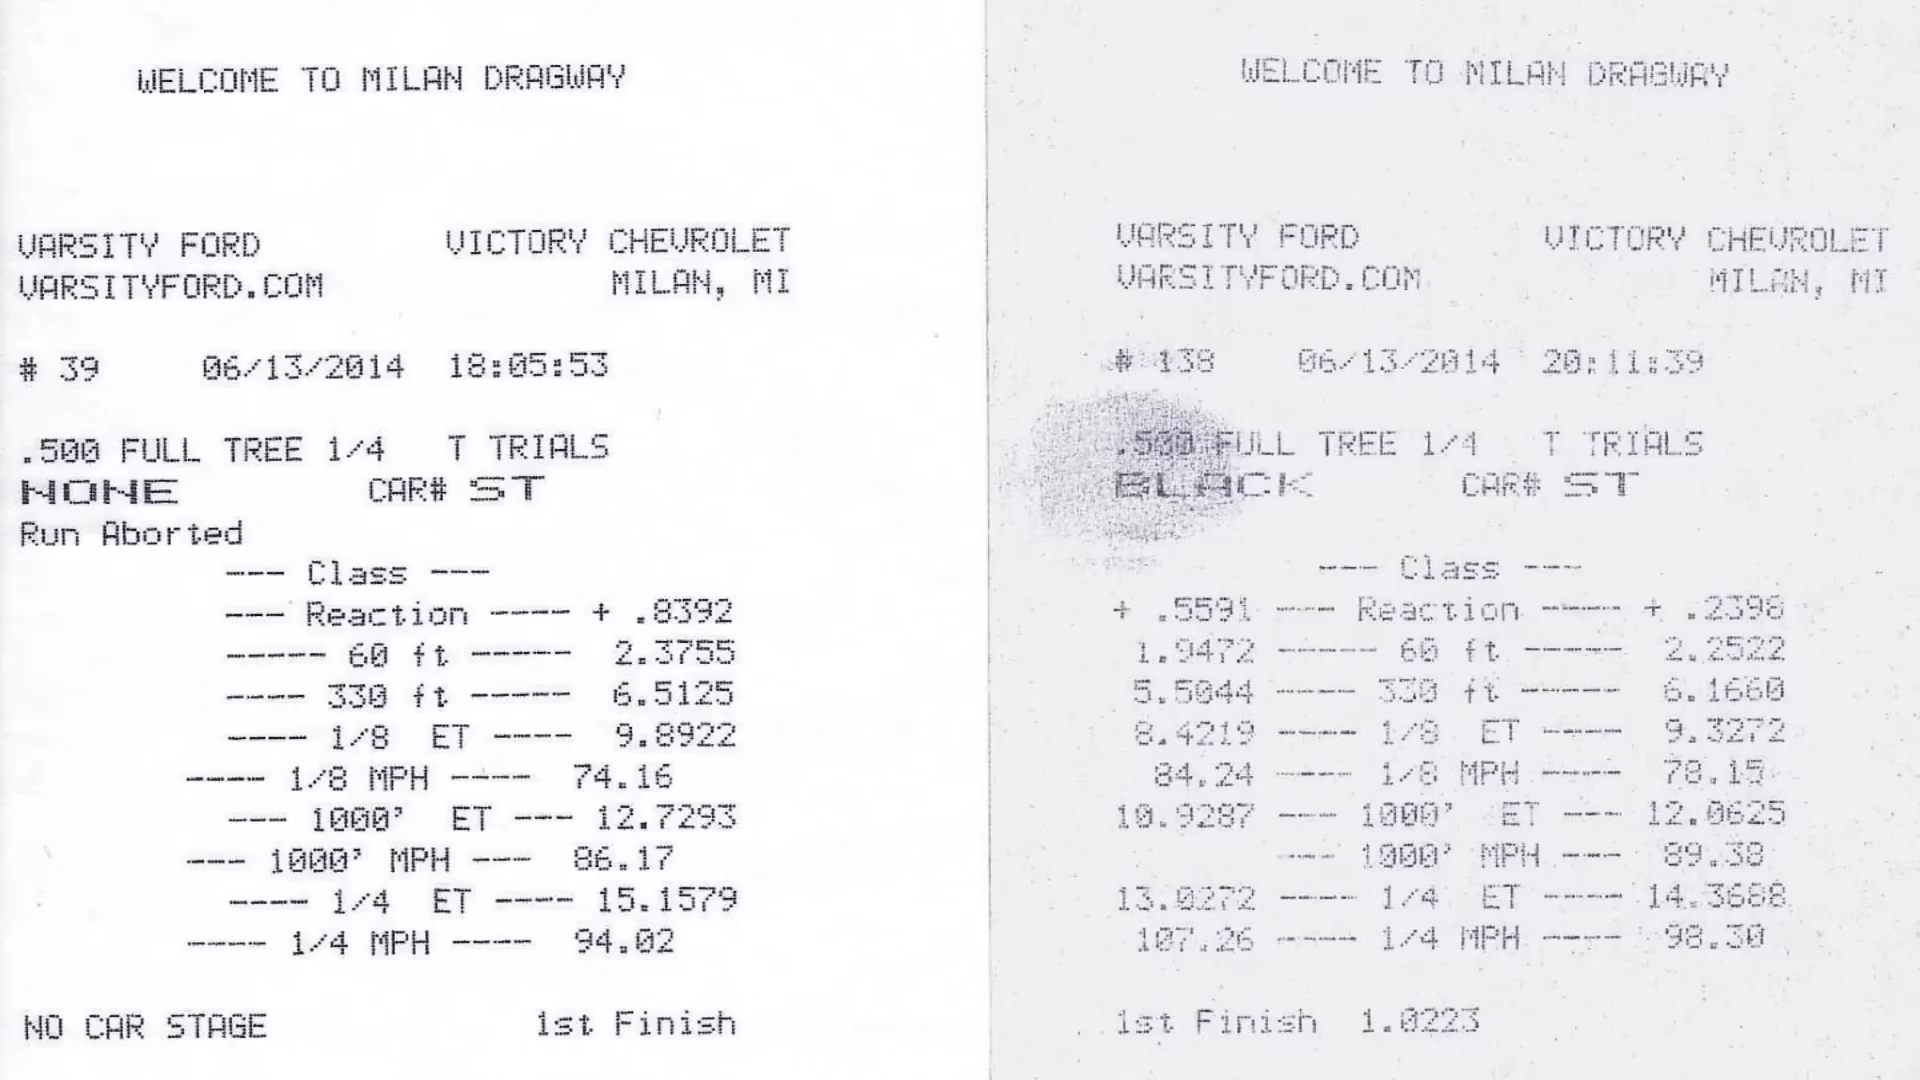 WELCOME TO MILAN DRAGWAY
VARSITY FORD VICTORY CHEVROLET
VARSITYFORD.COM MILAN, MI
# 39 06/13/2014 18:05:53
.500 FULL TREE 1/4 T TRIALS
NONE CAR# ST
Run Aborted
--- Class ---
--- Reaction ---- + .8392
----- 60 ft ----- 2.3755
---- 330 ft ----- 6.5125
---- 1/8 ET ---- 9.8922
---- 1/8 MPH ---- 74.16
--- 1000' ET --- 12.7293
--- 1000' MPH --- 86.17
---- 1/4 ET ---- 15.1579
---- 1/4 MPH ---- 94.02
NO CAR STAGE 1st Finish
WELCOME TO MILAN DRAGWAY
VARSITY FORD VICTORY CHEVROLET
VARSITYFORD.COM MILAN, MI
# 138 06/13/2014 20:11:39
.500 FULL TREE 1/4 T TRIALS
BLACK CAR# ST
--- Class ---
+ .5591 --- Reaction ---- + .2398
1.9472 ----- 60 ft ----- 2.2522
5.5044 ---- 330 ft ----- 6.1660
8.4219 ---- 1/8 ET ---- 9.3272
84.24 ---- 1/8 MPH ---- 78.15
10.9287 --- 1000' ET --- 12.0625
--- 1000' MPH --- 89.38
13.0272 ---- 1/4 ET ---- 14.3688
107.26 ---- 1/4 MPH ---- 98.30
1st Finish 1.0223